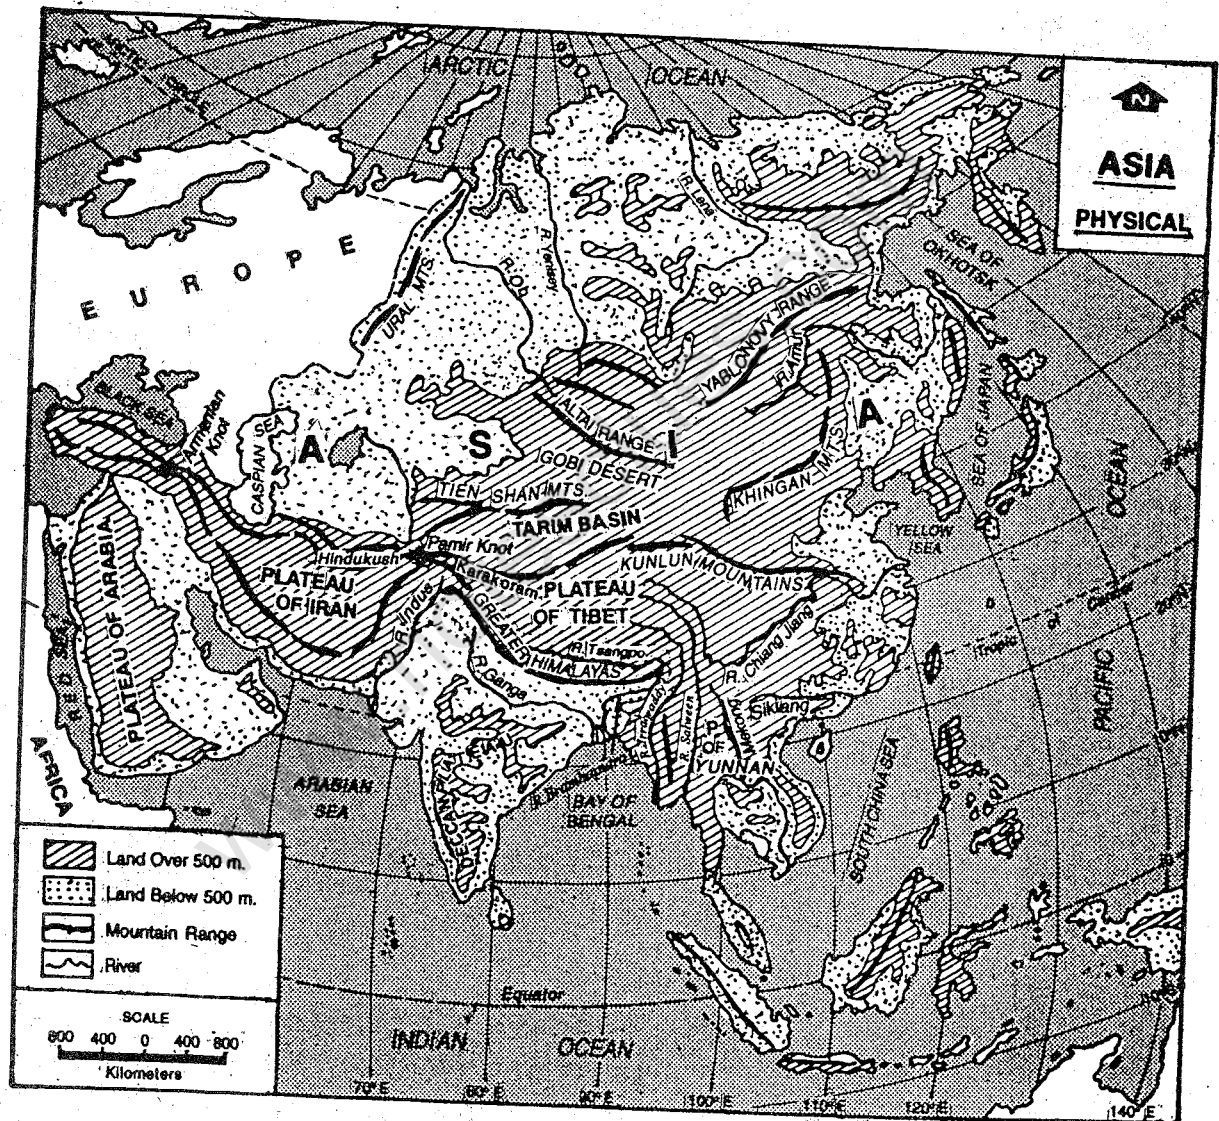 ARCTIC OCEAN
ARCTIC CIRCLE
N
ASIA
PHYSICAL
EUROPE
URAL MTS.
R. Ob
R. Yenisey
R. Lena
SEA OF
OKHOTSK
YABLONOVY RANGE
R. Amur
BLACK SEA
Armenian
Knot
CASPIAN SEA
A S I A
ALTAI RANGE
GOBI DESERT
KHINGAN MTS
SEA OF JAPAN
PACIFIC OCEAN
TIEN SHAN MTS.
TARIM BASIN
YELLOW
SEA
Pamir Knot
Hindukush
Karakoram
KUNLUN MOUNTAINS
PLATEAU
OF IRAN
PLATEAU
OF TIBET
PLATEAU OF ARABIA
RED SEA
R. Indus
GREATER HIMALAYAS
R. Tsangpo
R. Ganga
R. Chiang Jiang
Sikiang
Tropic of Cancer
R. Irrawaddy
R. Salween
Mekong
P.
OF
YUNNAN
AFRICA
ARABIAN
SEA
DECCAN PLATEAU
R. Brahmaputra
BAY OF
BENGAL
SOUTH CHINA SEA
Land Over 500 m.
Land Below 500 m.
Mountain Range
River
SCALE
800 400 0 400 800
Kilometers
Equator
INDIAN OCEAN
70° E 80° E 90° E 100° E 110° E 120° E 140° E